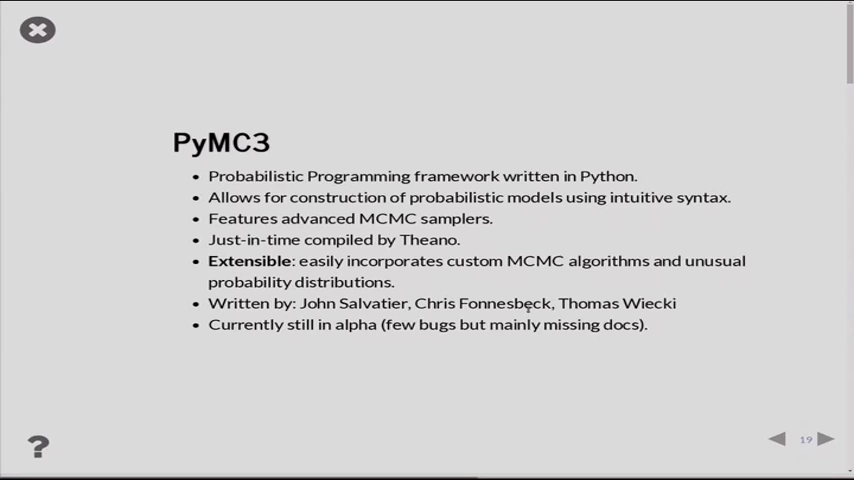 PyMC3
• Probabilistic Programming framework written in Python.
• Allows for construction of probabilistic models using intuitive syntax.
• Features advanced MCMC samplers.
• Just-in-time compiled by Theano.
• Extensible: easily incorporates custom MCMC algorithms and unusual
probability distributions.
• Written by: John Salvatier, Chris Fonnesbeck, Thomas Wiecki
• Currently still in alpha (few bugs but mainly missing docs).
?
19